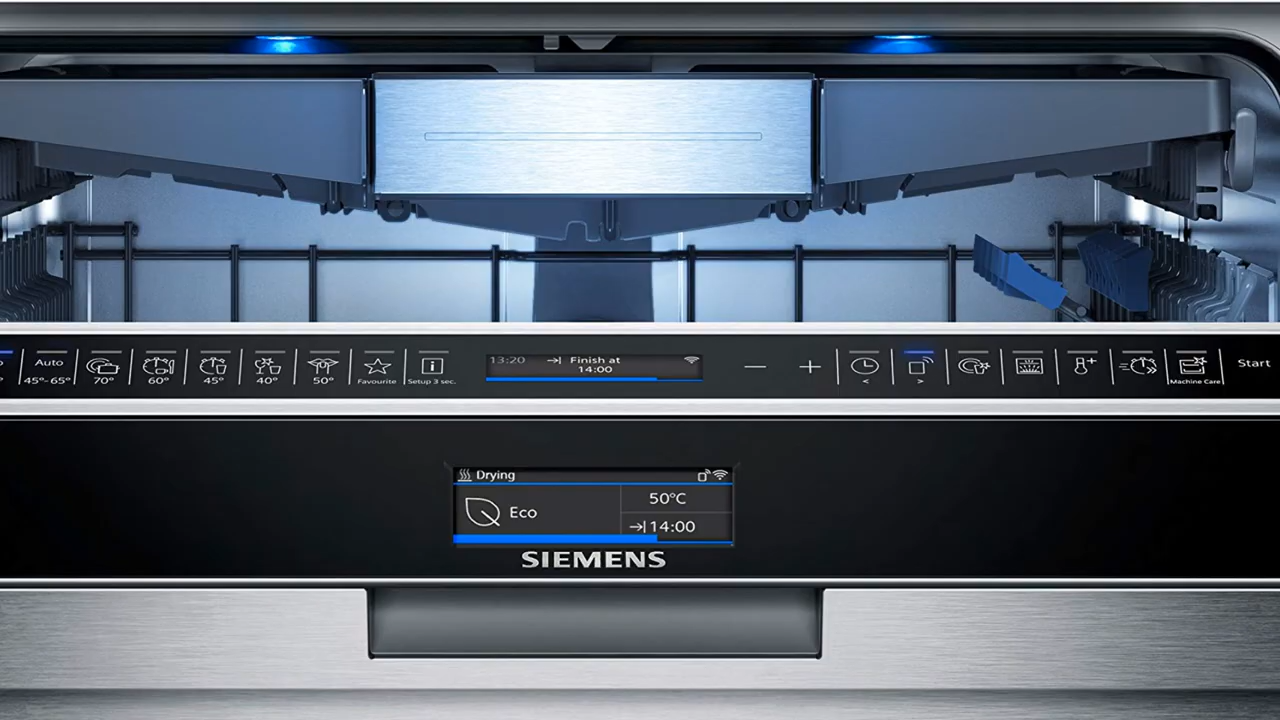 Auto
45°-65°
70°
60°
45°
40°
50°
Favourite
i
Setup 3 sec.
13:20
Finish at
14:00
− +
<
>
Machine Care
Start
Drying
Eco
50°C
14:00
SIEMENS